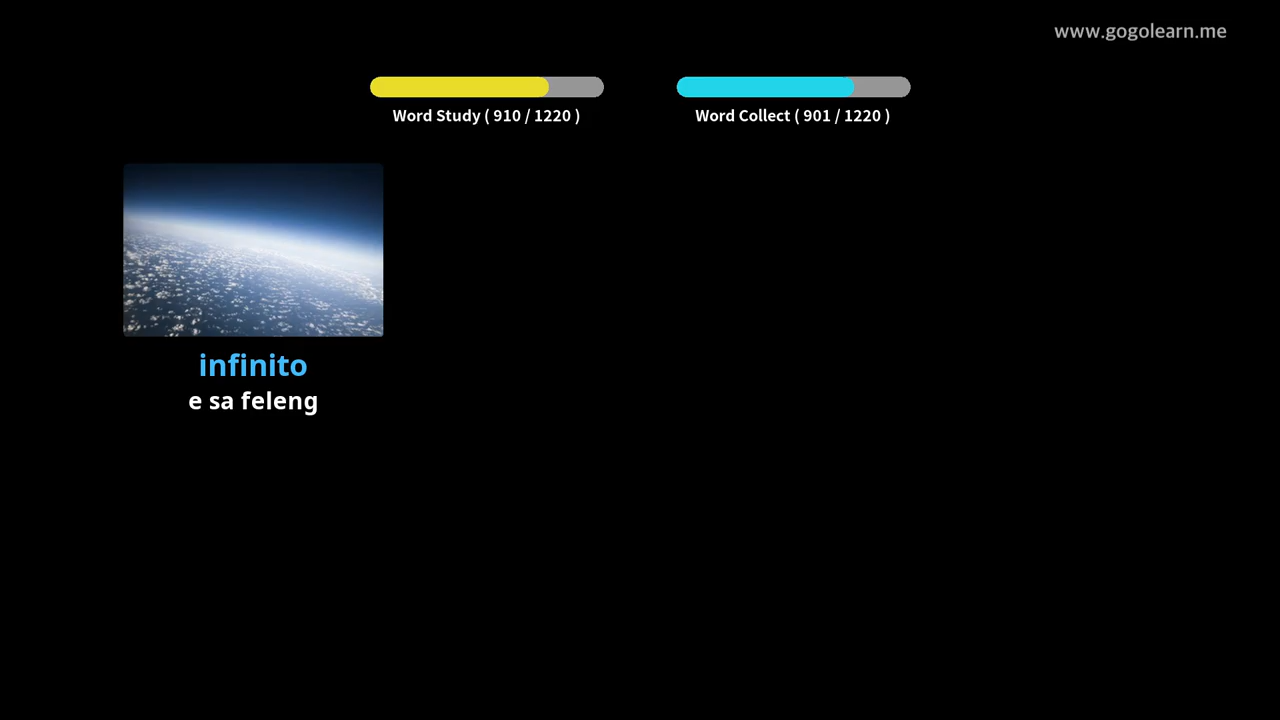 www.gogolearn.me
Word Study ( 910 / 1220 )
Word Collect ( 901 / 1220 )
infinito
e sa feleng